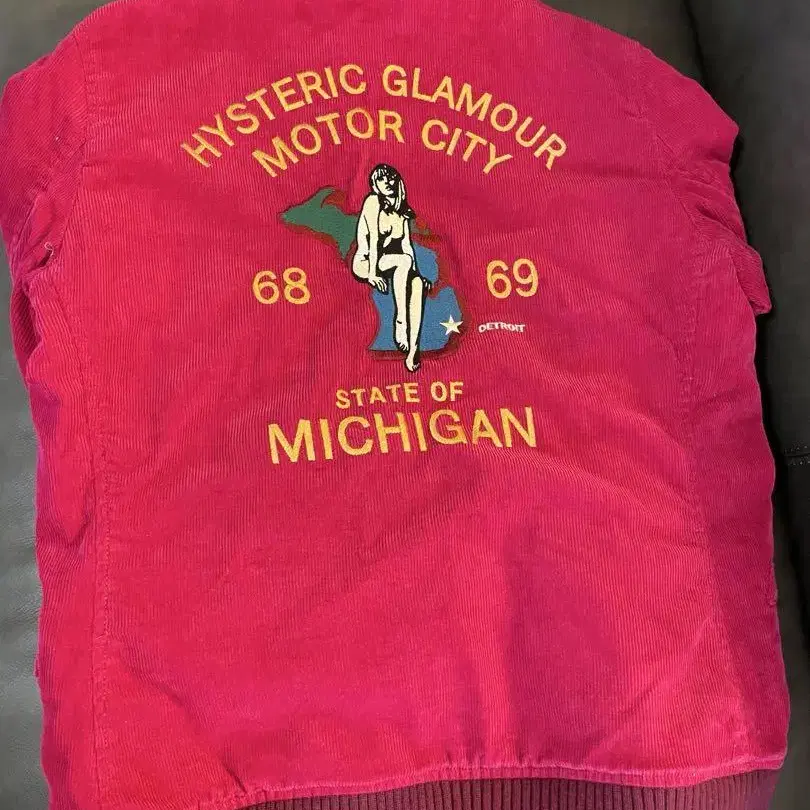 HYSTERIC GLAMOUR
MOTOR CITY
68 69
DETROIT
STATE OF
MICHIGAN